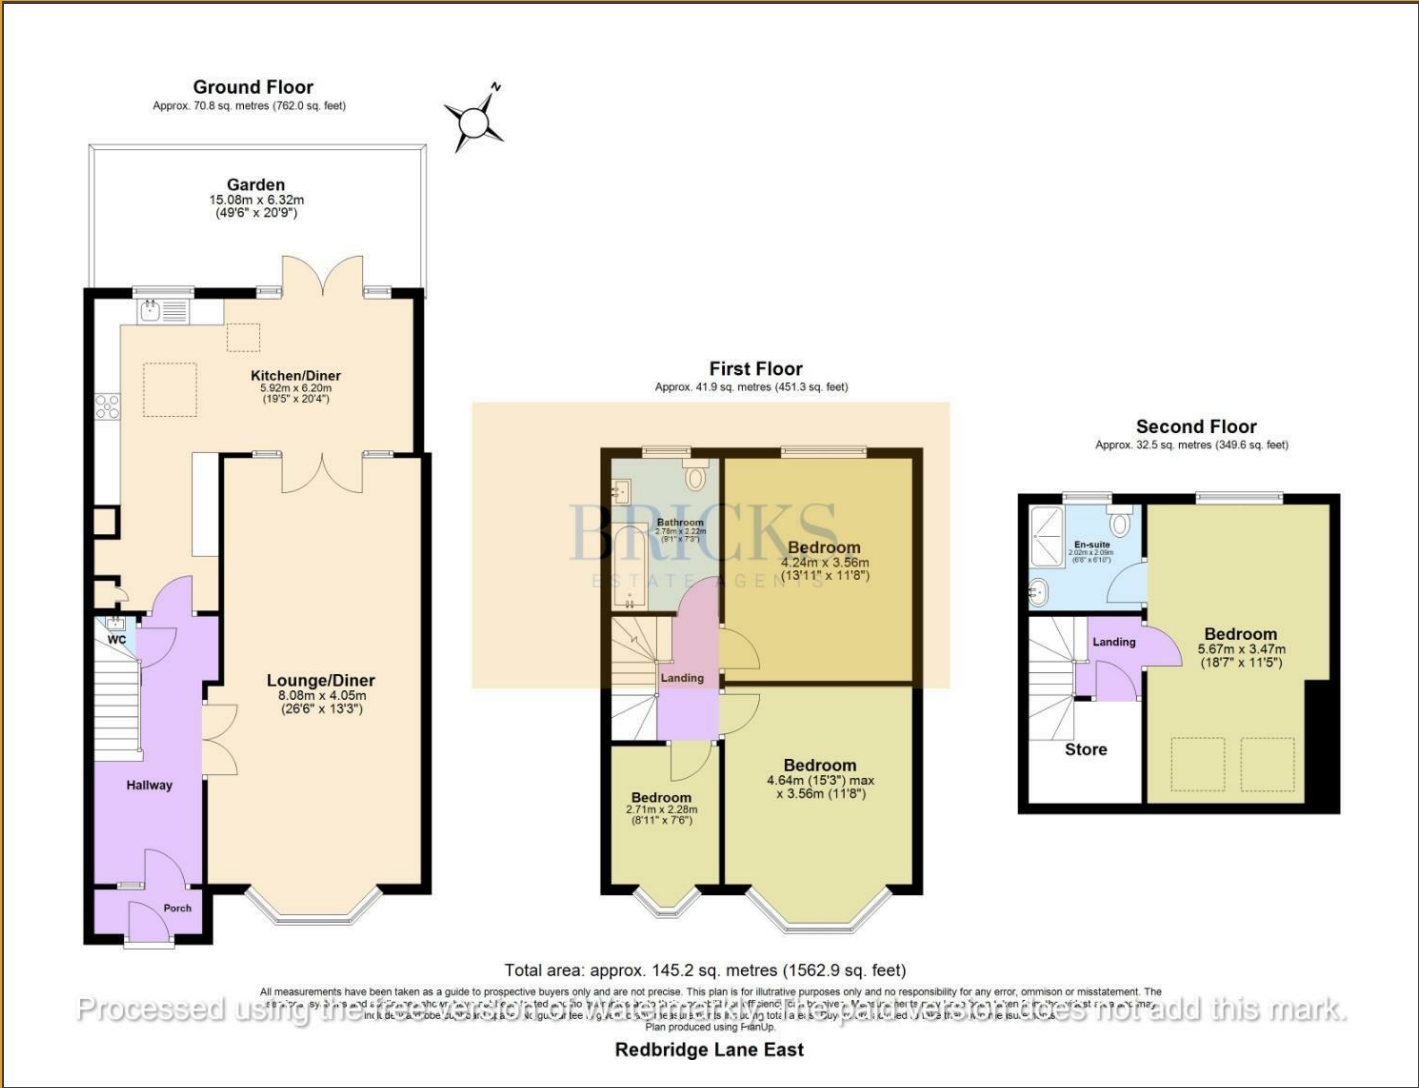 Ground Floor
Approx. 70.8 sq. metres (762.0 sq. feet)
N
Garden
15.08m x 6.32m
(49'6" x 20'9")
Kitchen/Diner
5.92m x 6.20m
(19'5" x 20'4")
WC
Lounge/Diner
8.08m x 4.05m
(26'6" x 13'3")
Hallway
Porch
First Floor
Approx. 41.9 sq. metres (451.3 sq. feet)
BRICKS
ESTATE AGENTS
Bathroom
2.78m x 2.22m
(9'1" x 7'3")
Bedroom
4.24m x 3.56m
(13'11" x 11'8")
Landing
Bedroom
4.64m (15'3") max
x 3.56m (11'8")
Bedroom
2.71m x 2.28m
(8'11" x 7'6")
Second Floor
Approx. 32.5 sq. metres (349.6 sq. feet)
En-suite
2.02m x 2.09m
(6'8" x 6'10")
Landing
Bedroom
5.67m x 3.47m
(18'7" x 11'5")
Store
Total area: approx. 145.2 sq. metres (1562.9 sq. feet)
All measurements have been taken as a guide to prospective buyers only and are not precise. This plan is for illutrative purposes only and no responsibility for any error, ommison or misstatement. The
Processed using the free version of Watermarkly. The paid version does not add this mark.
Plan produced using PlanUp.
Redbridge Lane East